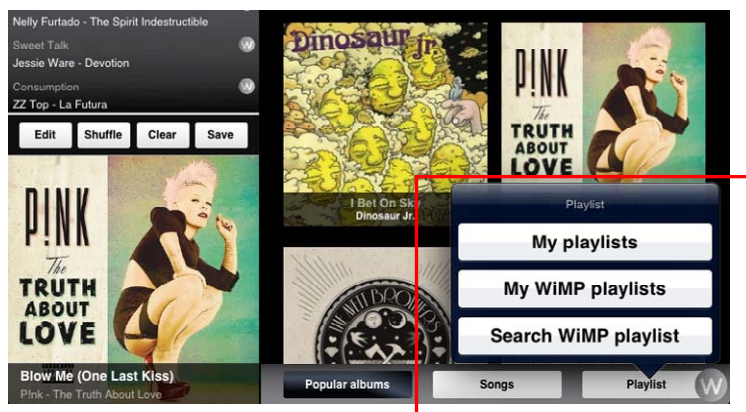 Nelly Furtado - The Spirit Indestructible
Sweet Talk
W
Jessie Ware - Devotion
Consumption
W
ZZ Top - La Futura
Edit
Shuffle
Clear
Save
P!NK
The
TRUTH
ABOUT
LOVE
Blow Me (One Last Kiss)
P!nk - The Truth About Love
Dinosaur jr.
I Bet On Sky
Dinosaur Jr.
P!NK
The
TRUTH
ABOUT
LOVE
THE AVETT BROTHERS
Playlist
My playlists
My WiMP playlists
Search WiMP playlist
Popular albums
Songs
Playlist
W